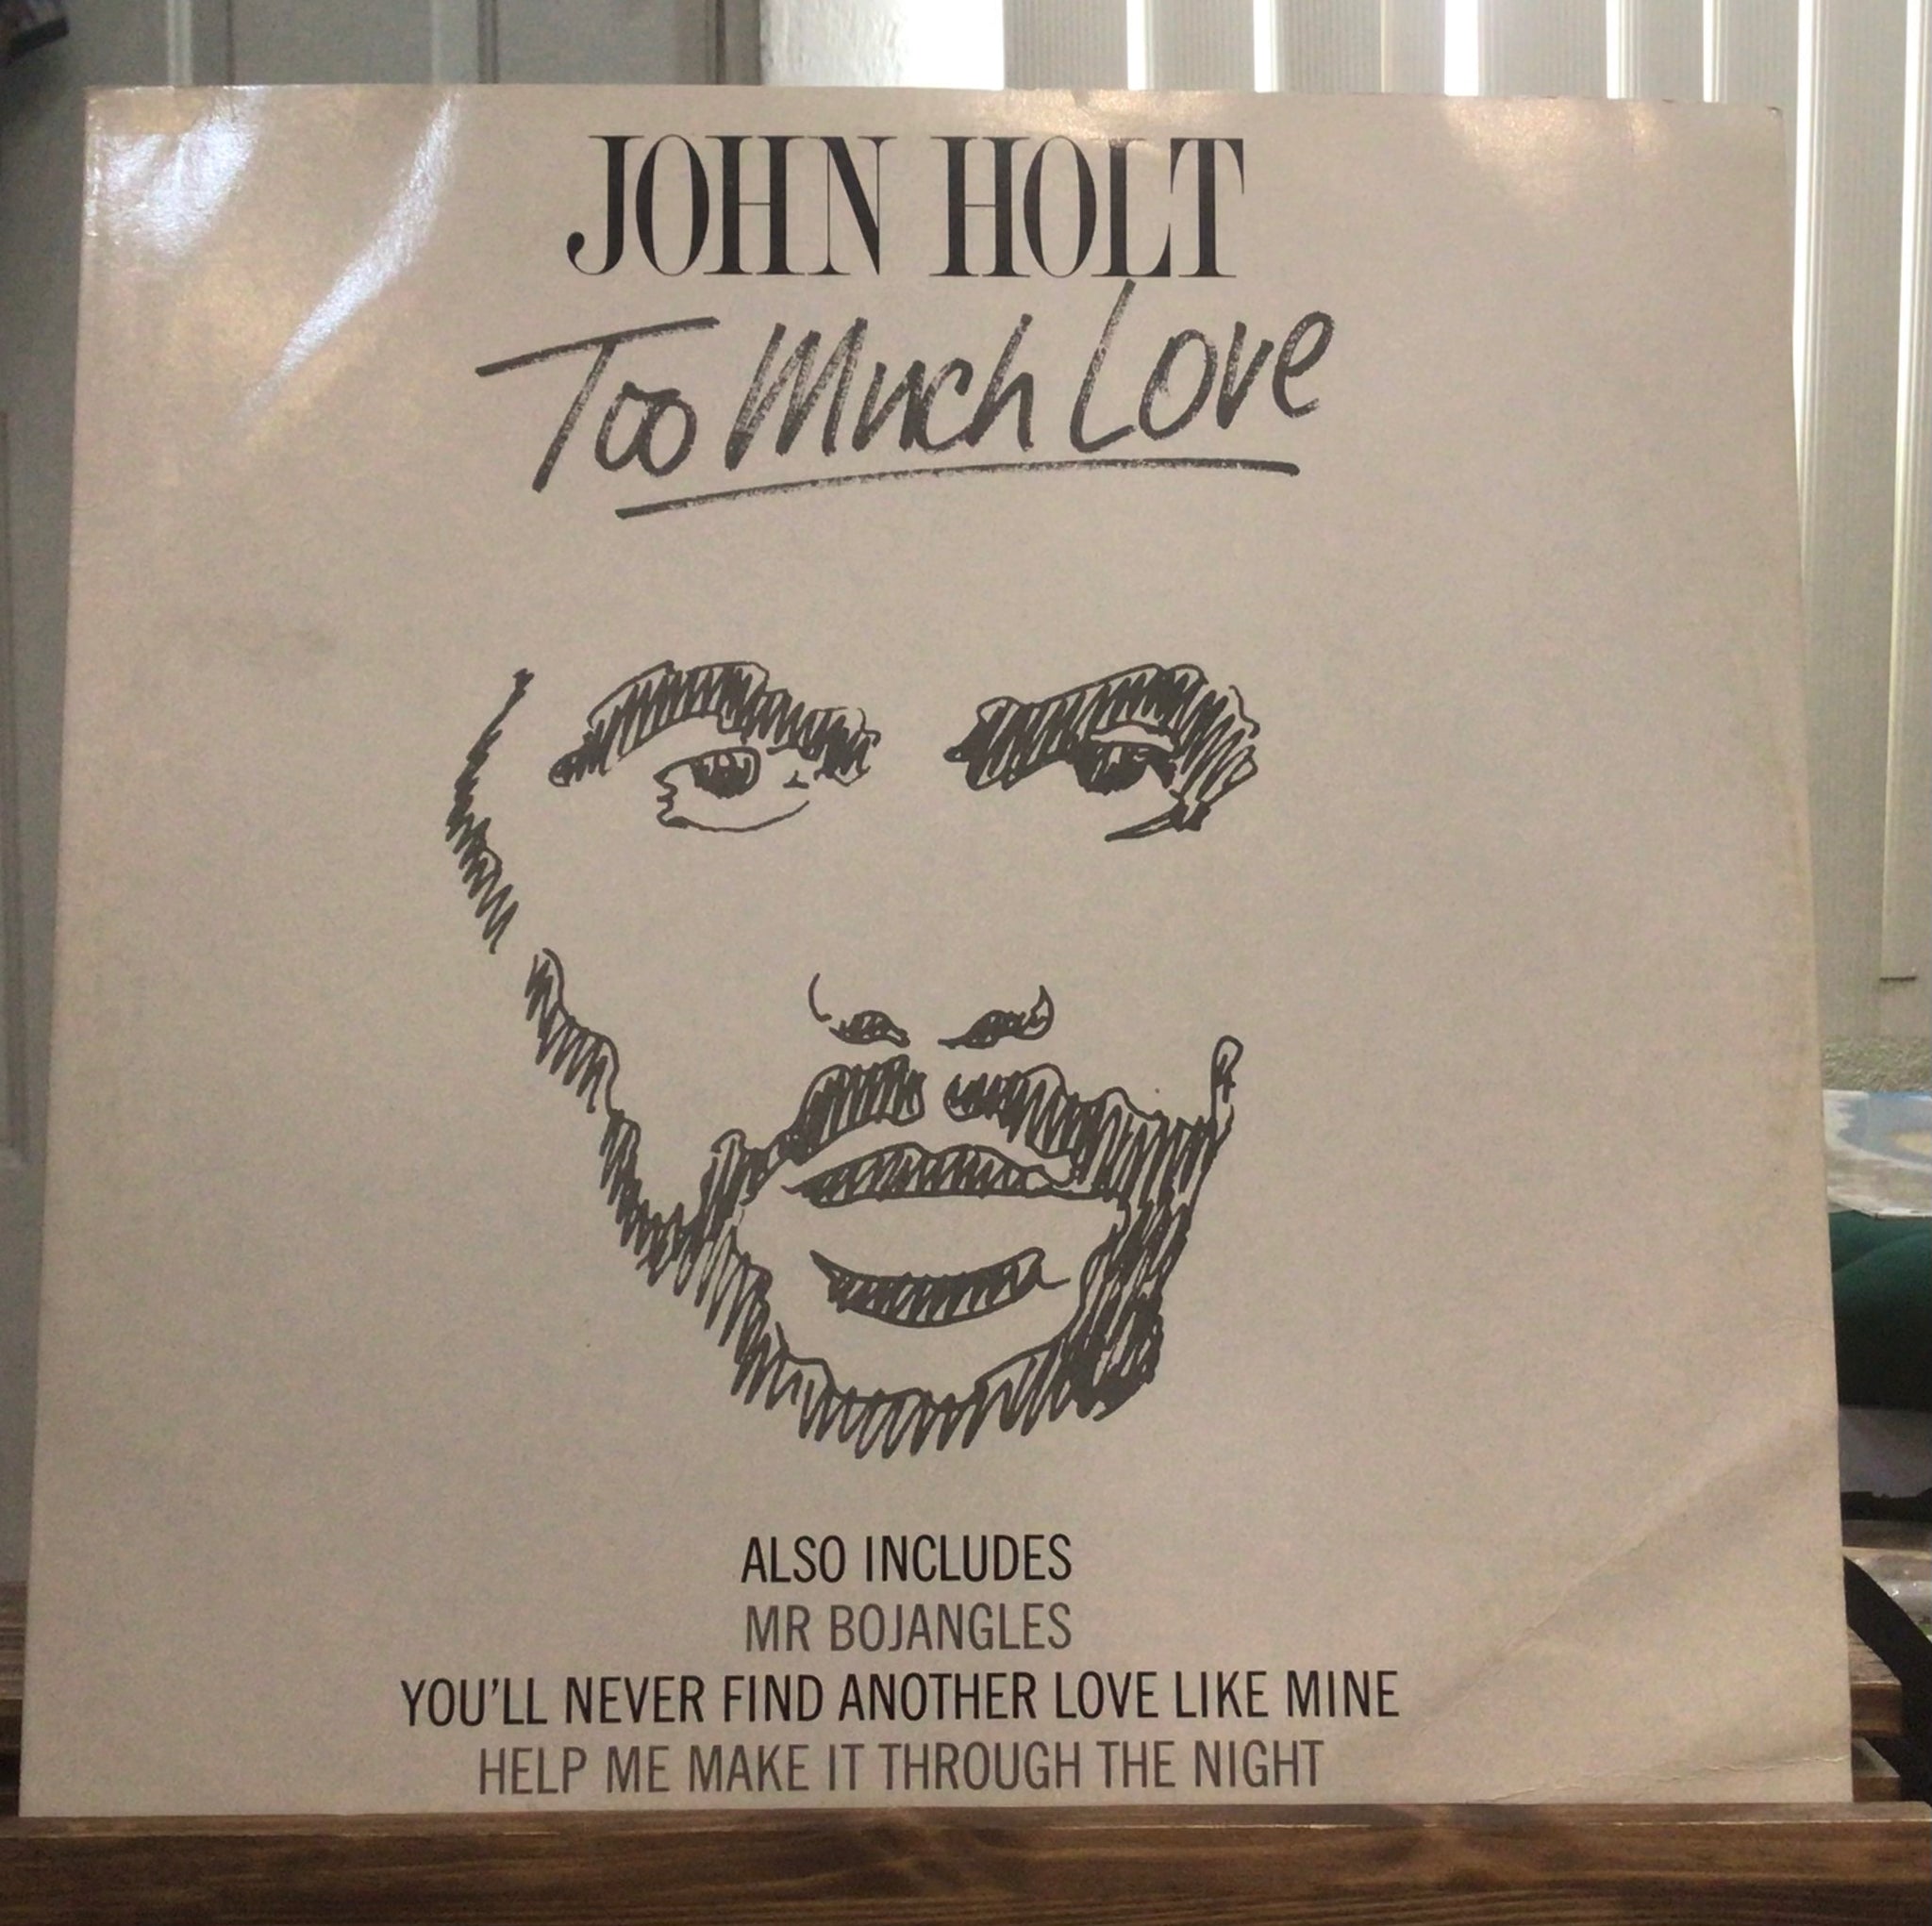 JOHN HOLT
Too Much Love
ALSO INCLUDES
MR BOJANGLES
YOU'LL NEVER FIND ANOTHER LOVE LIKE MINE
HELP ME MAKE IT THROUGH THE NIGHT